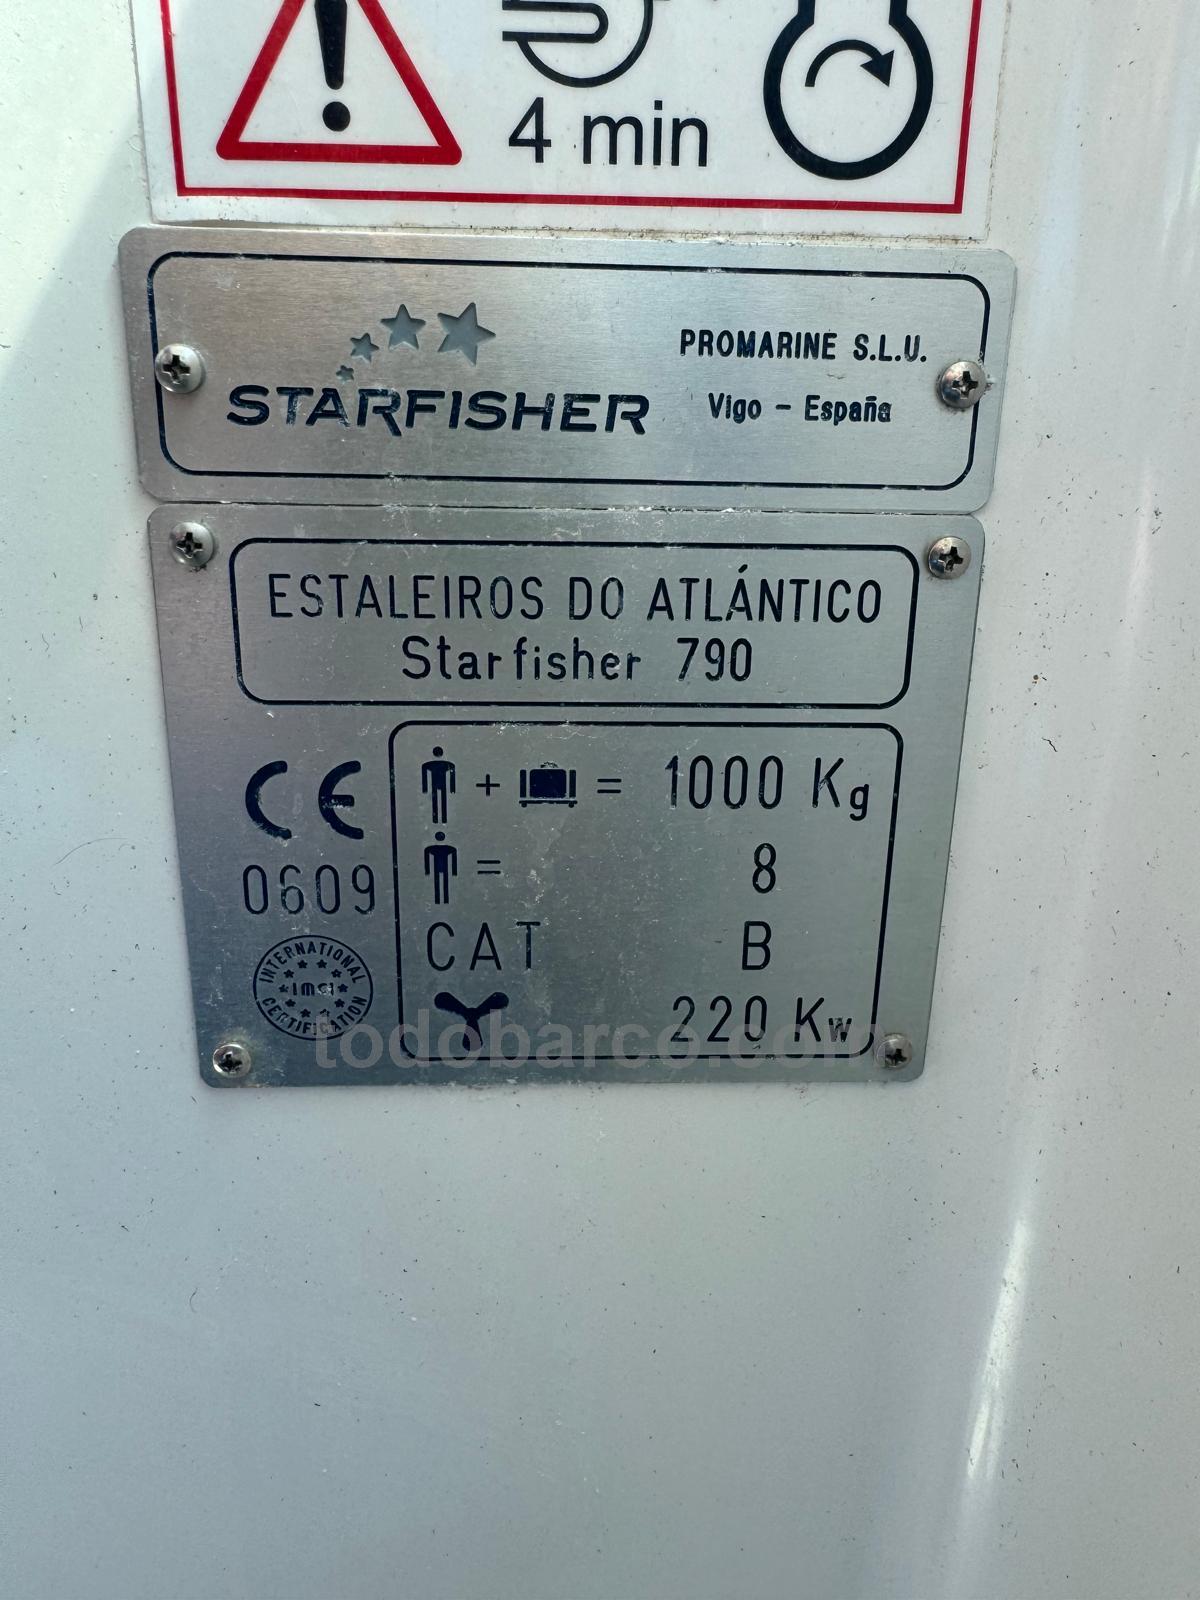 4 min
STARFISHER
PROMARINE S.L.U.
Vigo - España
ESTALEIROS DO ATLÁNTICO
Starfisher 790
CE
0609
INTERNATIONAL
IMCI
CERTIFICATION
+ = 1000 Kg
= 8
CAT B
220 Kw
todobarco.com